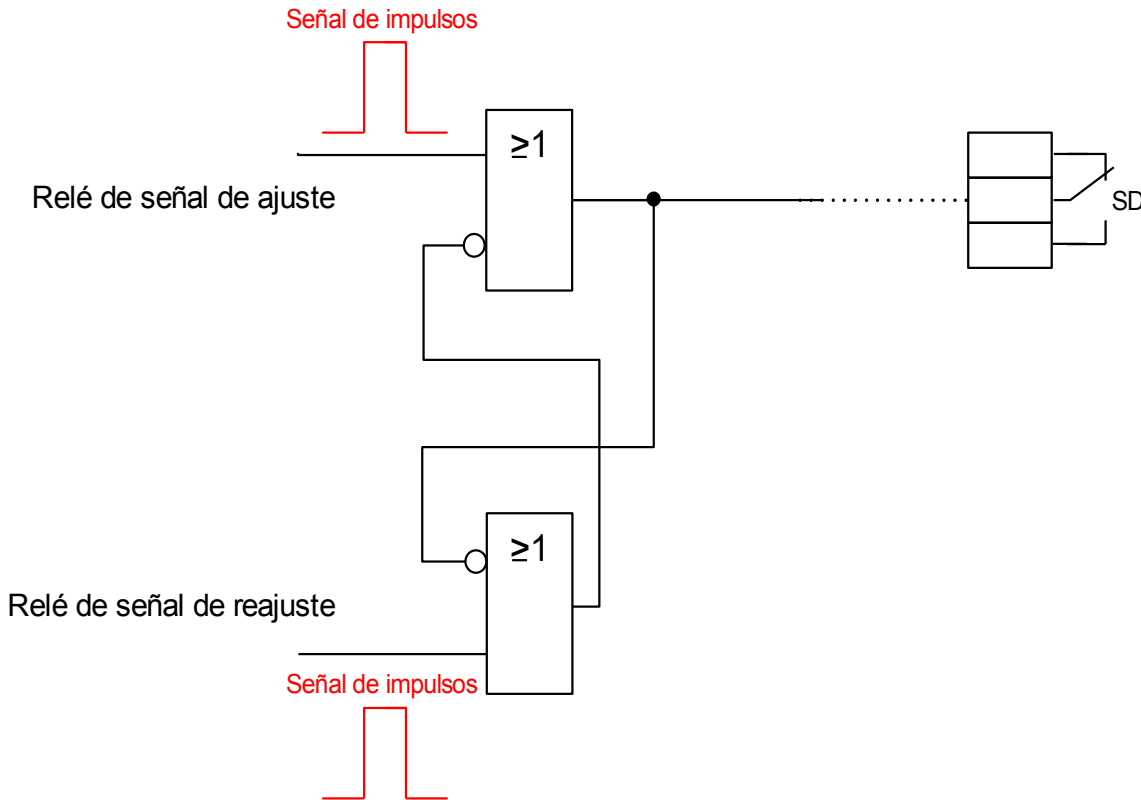 Señal de impulsos
≥1
Relé de señal de ajuste
SD
≥1
Relé de señal de reajuste
Señal de impulsos